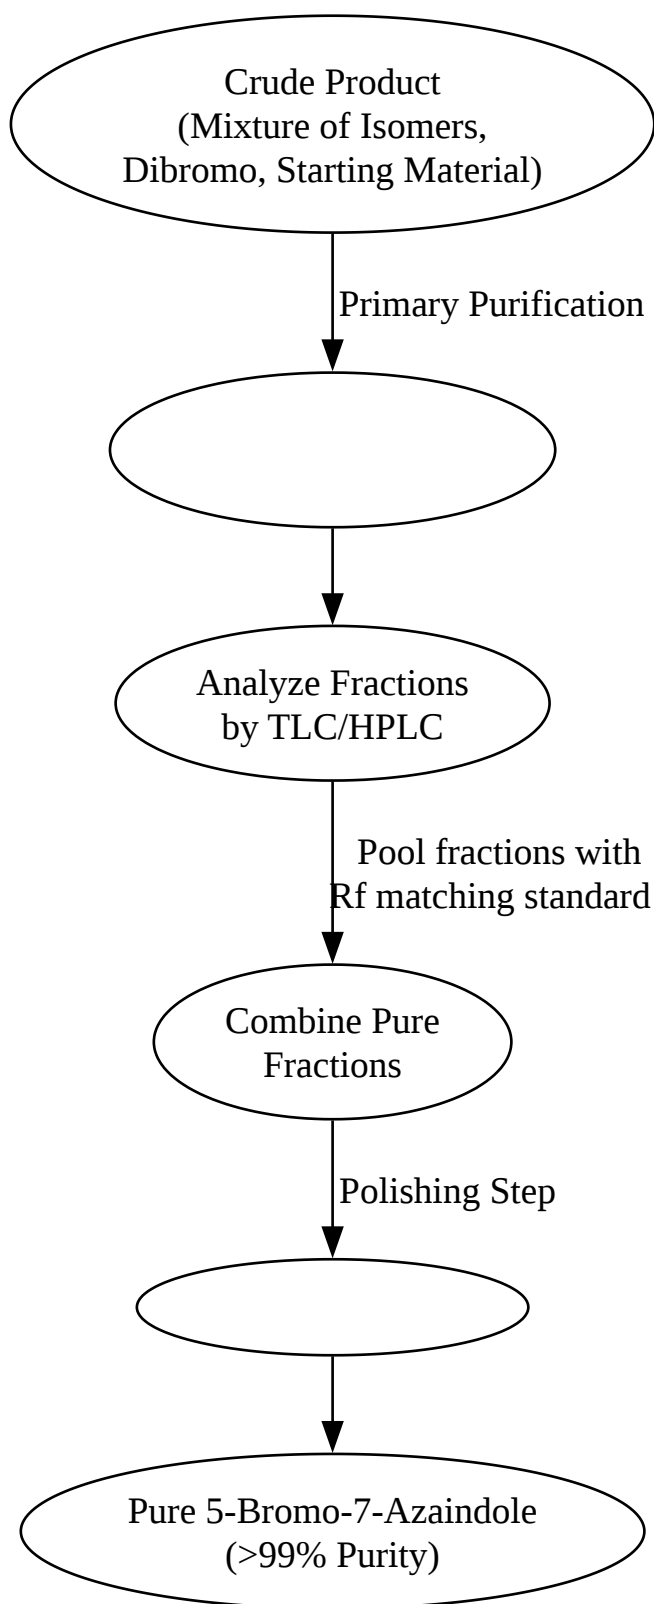 Crude Product
(Mixture of Isomers,
Dibromo, Starting Material)
Primary Purification
Analyze Fractions
by TLC/HPLC
Pool fractions with
Rf matching standard
Combine Pure
Fractions
Polishing Step
Pure 5-Bromo-7-Azaindole
(>99% Purity)